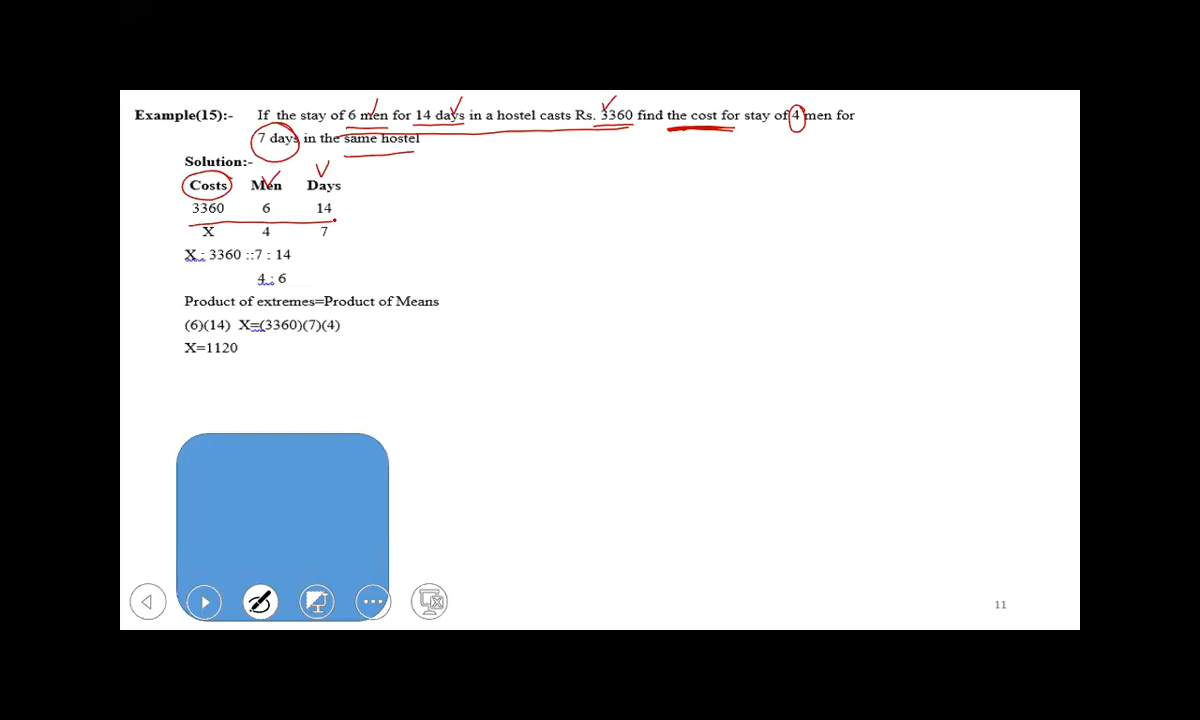 Example(15):- If the stay of 6 men for 14 days in a hostel casts Rs. 3360 find the cost for stay of 4 men for
7 days in the same hostel
Solution:-
Costs Men Days
3360 6 14
X 4 7
X : 3360 ::7 : 14
4 : 6
Product of extremes=Product of Means
(6)(14) X=(3360)(7)(4)
X=1120
11